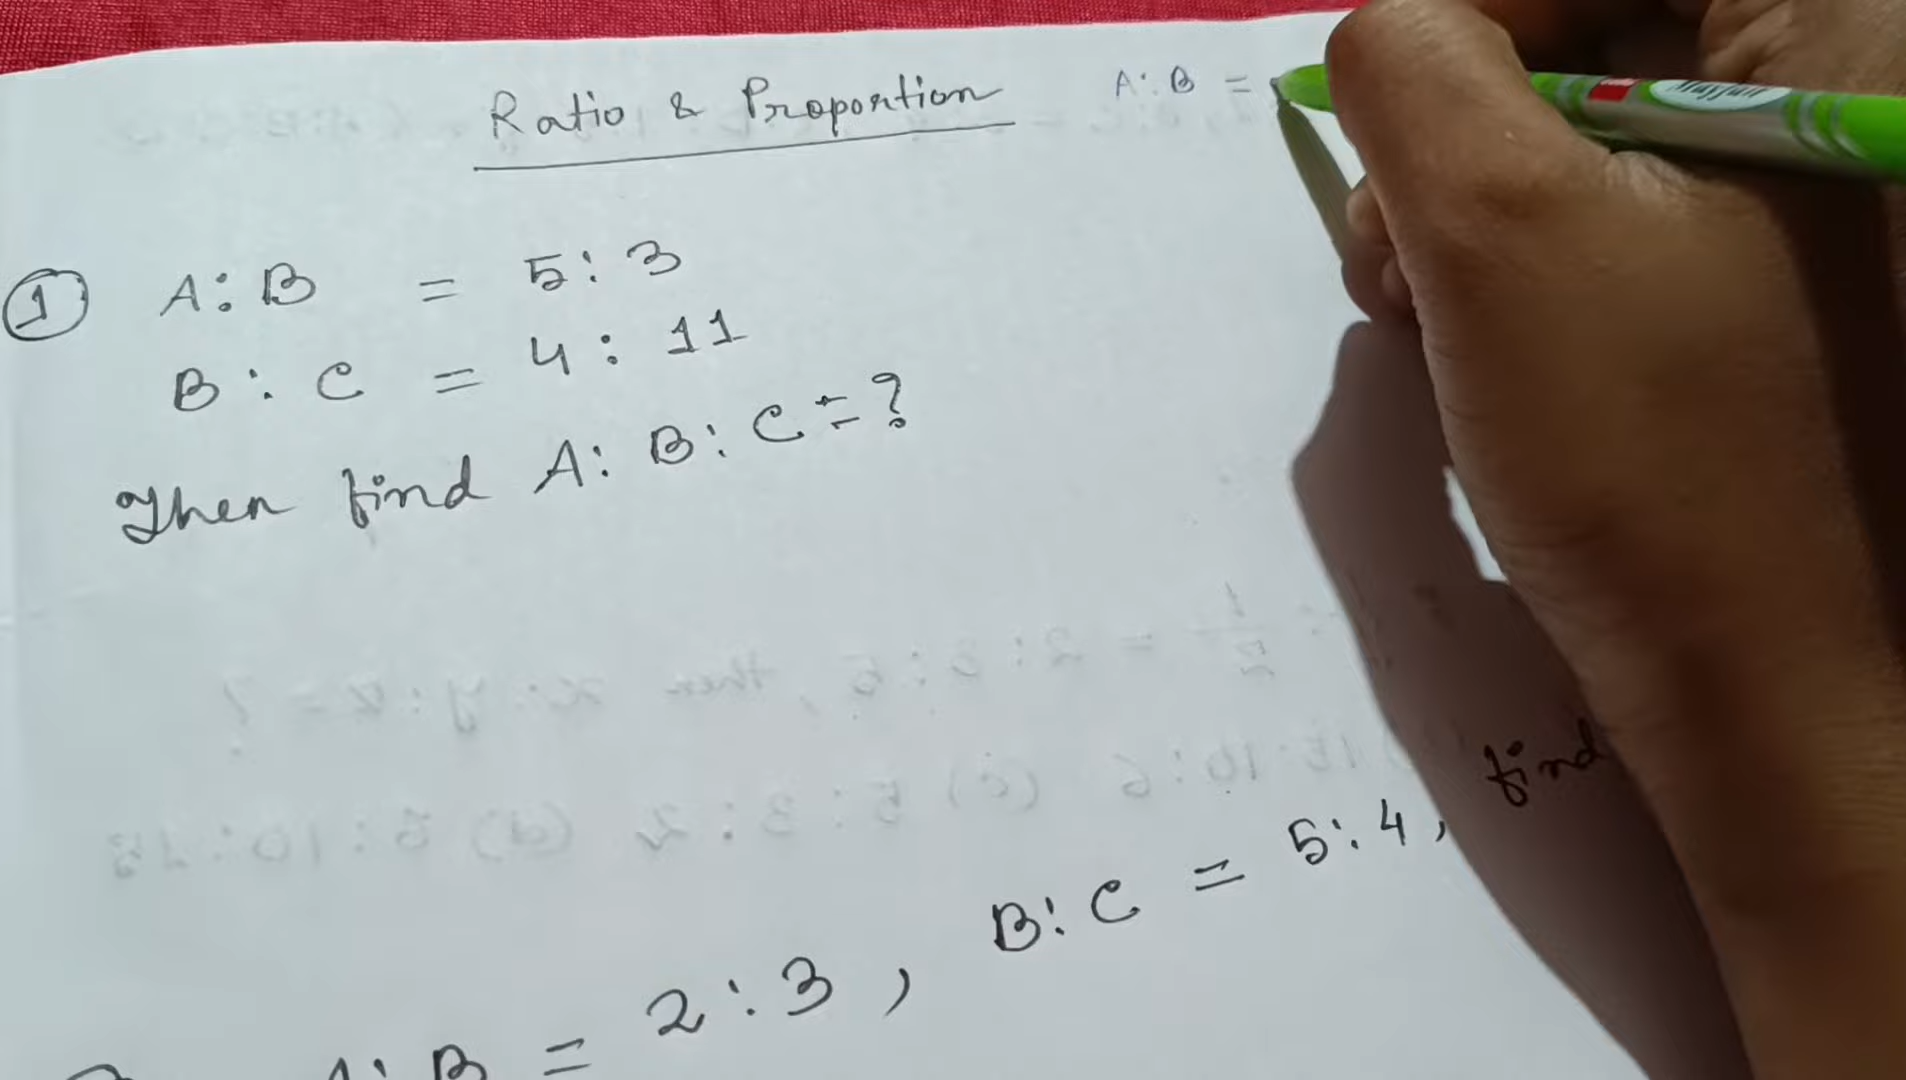 Ratio & Proportion
A:B =
1 A:B = 5:3
B:C = 4:11
Then find A:B:C=?
A:B = 2:3, B:C = 5:4, find